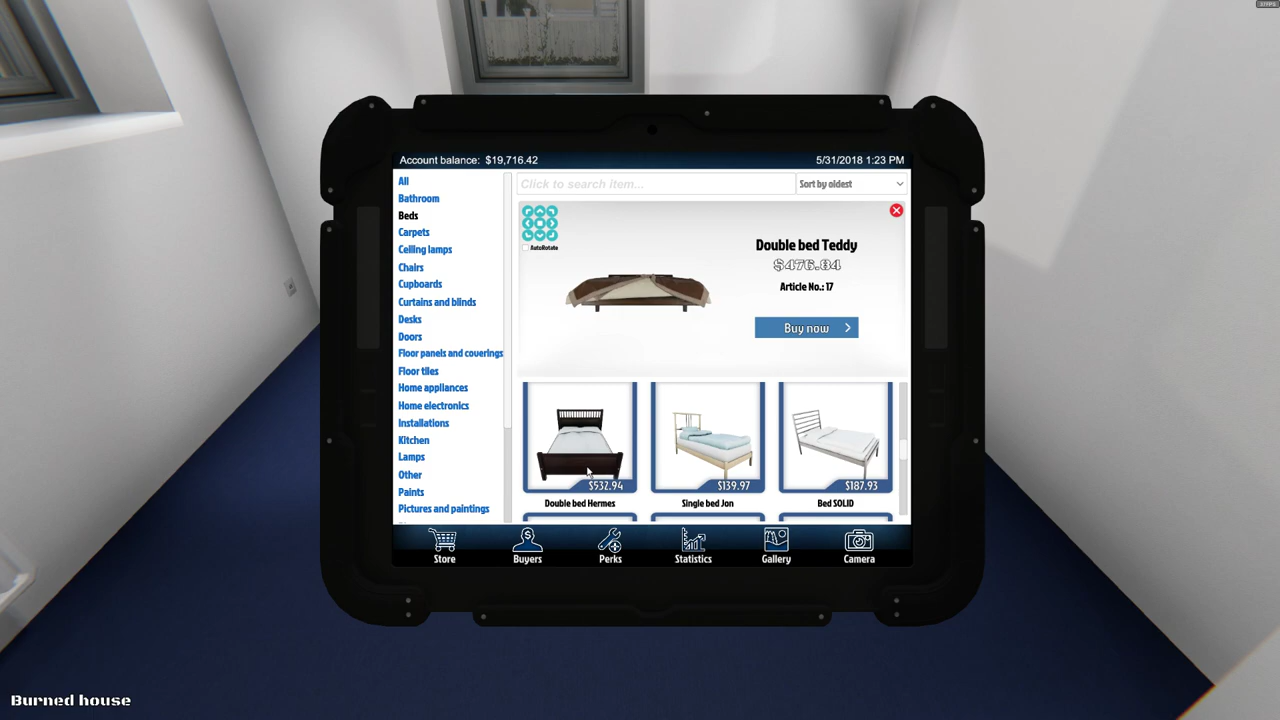 Account balance: $19,716.42
5/31/2018 1:23 PM
All
Bathroom
Beds
Carpets
Ceiling lamps
Chairs
Cupboards
Curtains and blinds
Desks
Doors
Floor panels and coverings
Floor tiles
Home appliances
Home electronics
Installations
Kitchen
Lamps
Other
Paints
Pictures and paintings
Click to search item...
Sort by oldest
AutoRotate
Double bed Teddy
$476.84
Article No.: 17
Buy now
$532.94
$139.97
$187.93
Double bed Hermes
Single bed Jon
Bed SOLID
Store
Buyers
Perks
Statistics
Gallery
Camera
Burned house